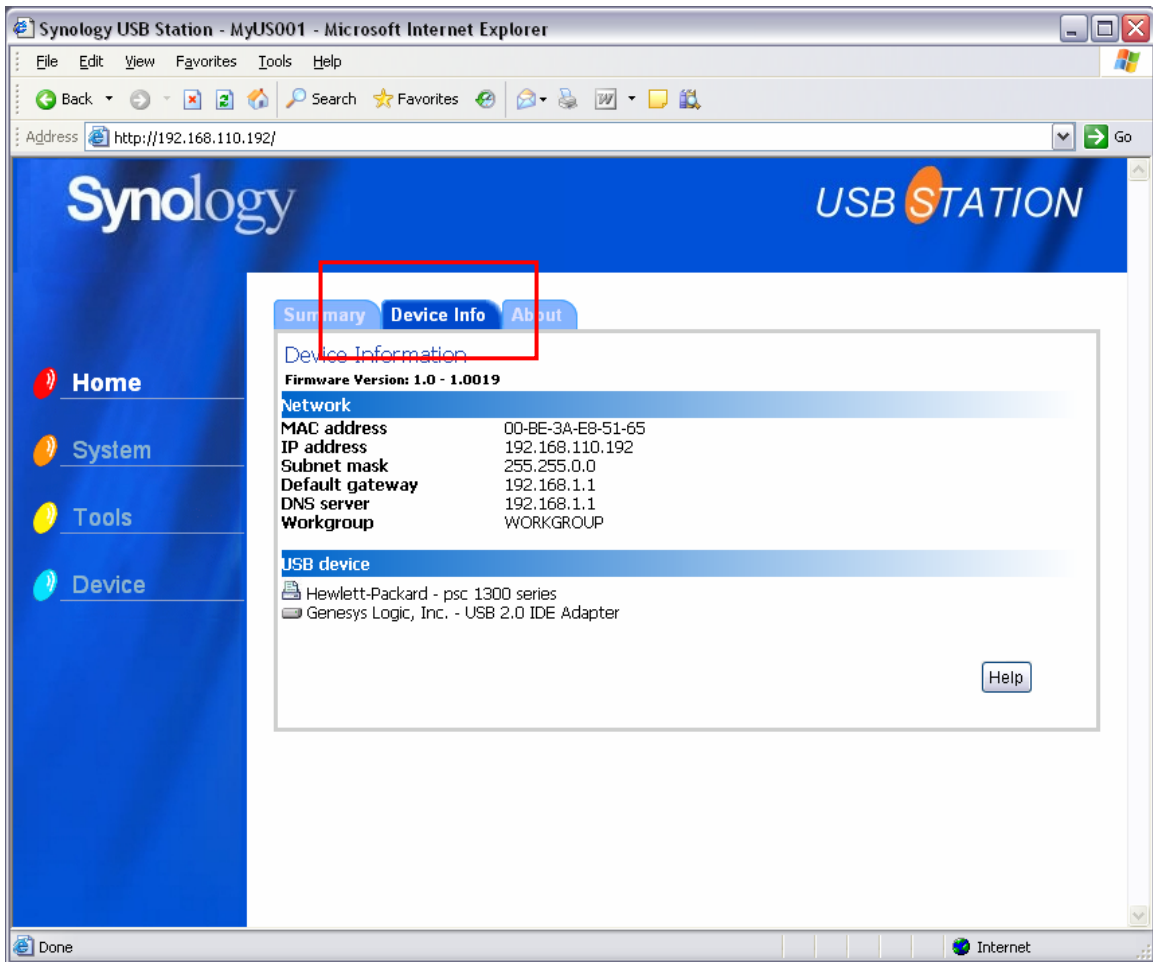 Synology USB Station - MyUS001 - Microsoft Internet Explorer
File Edit View Favorites Tools Help
Back Search Favorites
Address http://192.168.110.192/ Go
Synology USB STATION
Summary Device Info About
Device Information
Firmware Version: 1.0 - 1.0019
Home
Network
MAC address 00-BE-3A-E8-51-65
IP address 192.168.110.192
System
Subnet mask 255.255.0.0
Default gateway 192.168.1.1
DNS server 192.168.1.1
Tools
Workgroup WORKGROUP
USB device
Device
Hewlett-Packard - psc 1300 series
Genesys Logic, Inc. - USB 2.0 IDE Adapter
Help
Done Internet